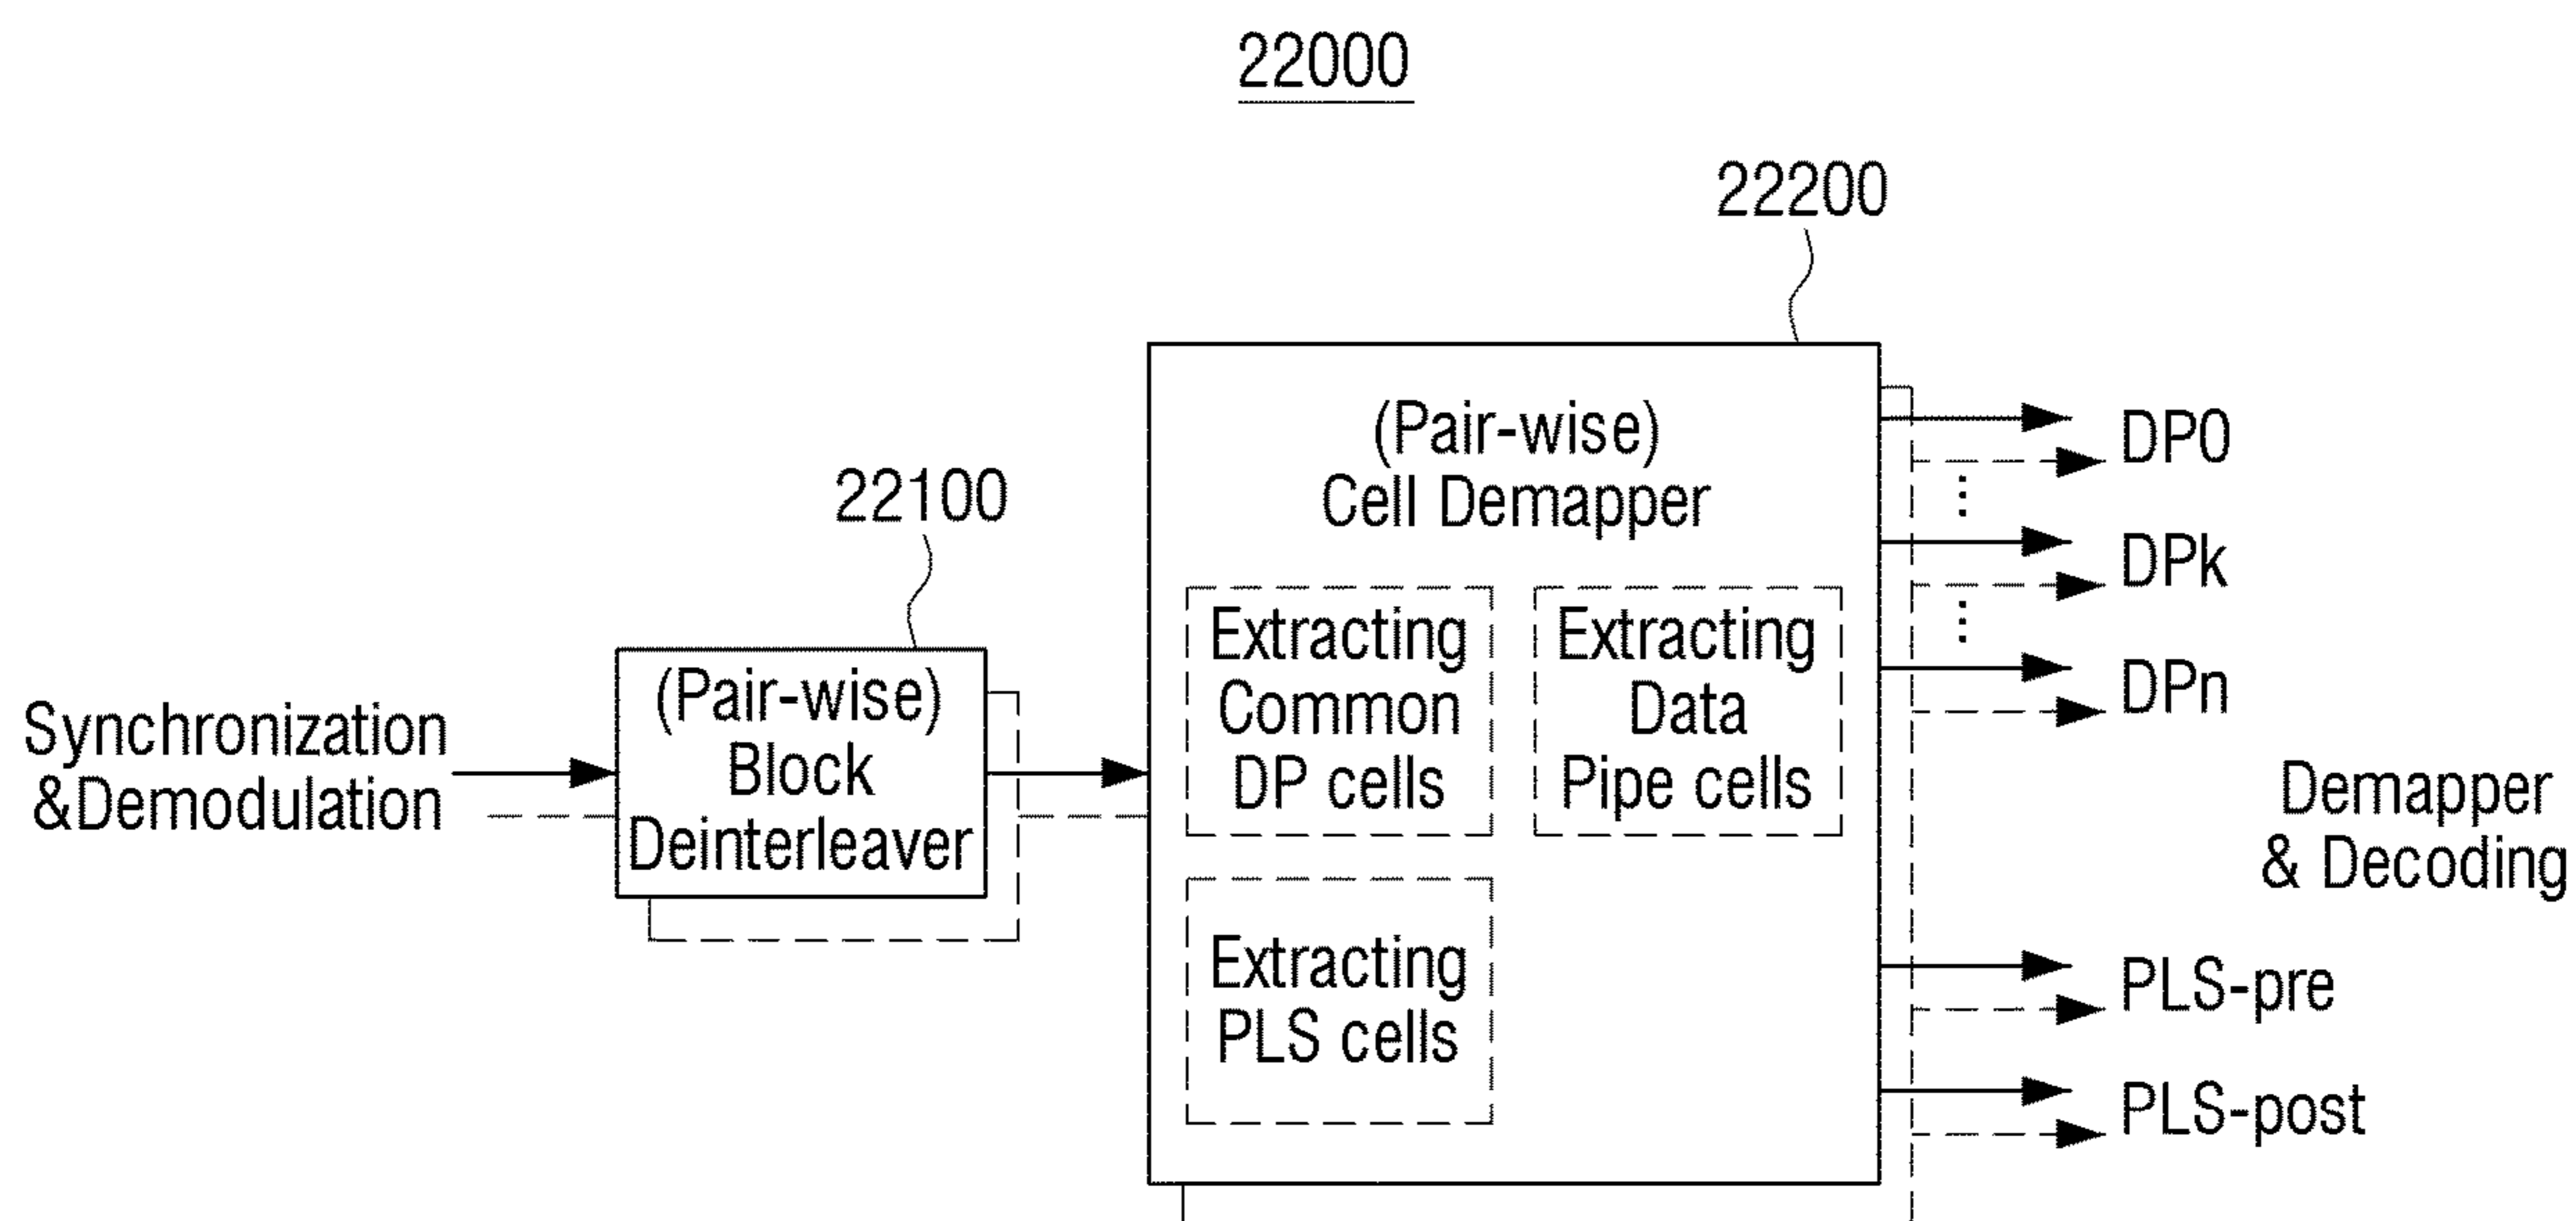 22000
22200
22100
(Pair-wise)
Cell Demapper
Extracting
Common
DP cells
Extracting
Data
Pipe cells
Extracting
PLS cells
(Pair-wise)
Block
Deinterleaver
Synchronization
&Demodulation
DP0
⋮
DPk
⋮
DPn
Demapper
& Decoding
PLS-pre
PLS-post